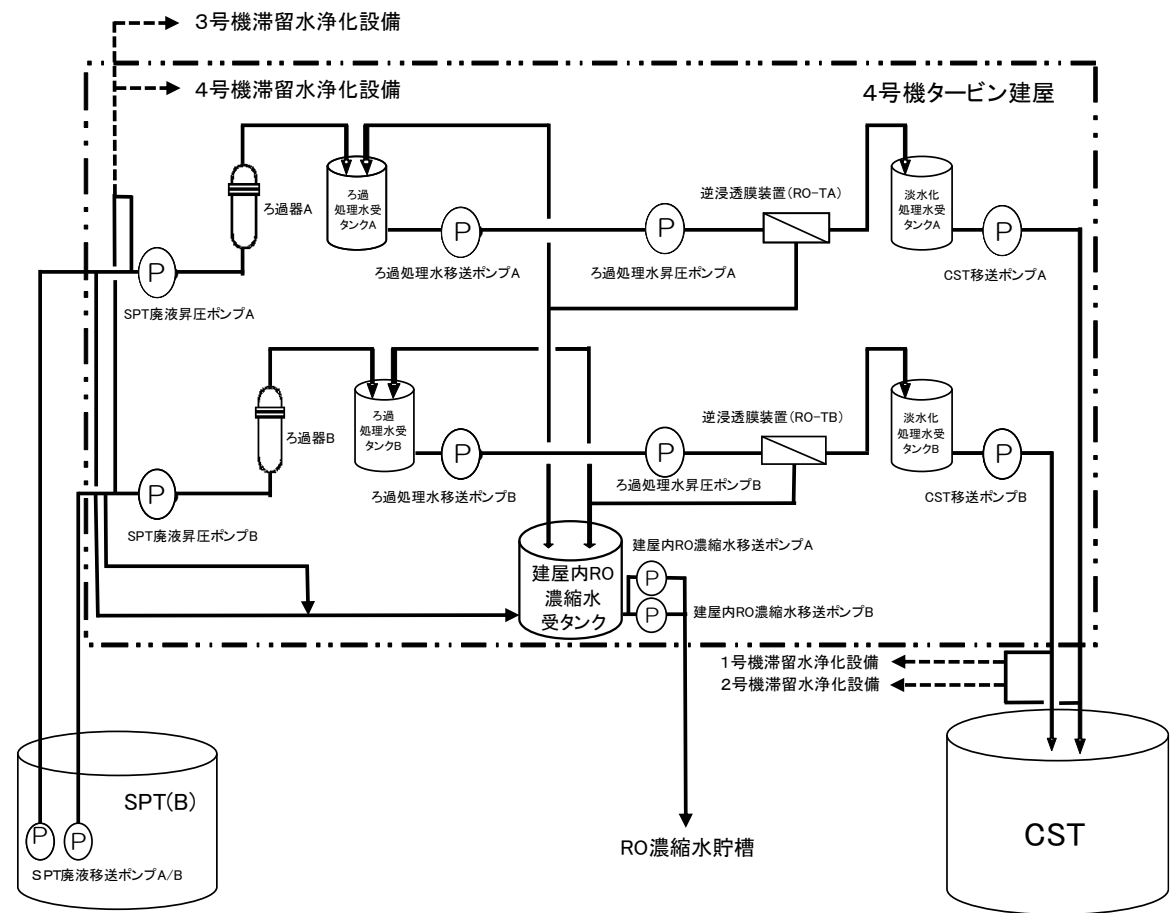 ３号機滞留水浄化設備
４号機滞留水浄化設備
４号機タービン建屋
ろ過器A
ろ過
処理水受
タンクA
P
ろ過処理水移送ポンプA
P
ろ過処理水昇圧ポンプA
逆浸透膜装置(RO-TA)
淡水化
処理水受
タンクA
P
CST移送ポンプA
P
SPT廃液昇圧ポンプA
ろ過器B
ろ過
処理水受
タンクB
P
ろ過処理水移送ポンプB
P
ろ過処理水昇圧ポンプB
逆浸透膜装置(RO-TB)
淡水化
処理水受
タンクB
P
CST移送ポンプB
P
SPT廃液昇圧ポンプB
建屋内RO
濃縮水
受タンク
建屋内RO濃縮水移送ポンプA
P
P
建屋内RO濃縮水移送ポンプB
1号機滞留水浄化設備
2号機滞留水浄化設備
SPT(B)
P
P
SPT廃液移送ポンプA/B
RO濃縮水貯槽
CST